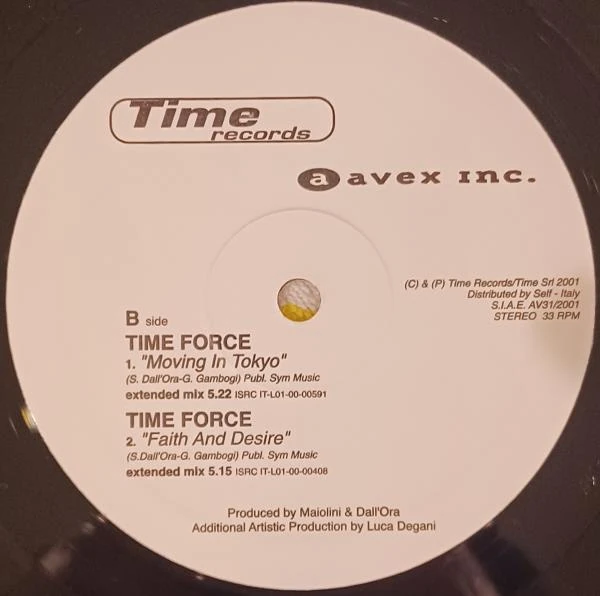 Time
records
a avex inc.
(C) & (P) Time Records/Time Srl 2001
Distributed by Self - Italy
S.I.A.E. AV31/2001
STEREO 33 RPM
B side
TIME FORCE
1. "Moving In Tokyo"
(S. Dall'Ora-G. Gambogi) Publ. Sym Music
extended mix 5.22 ISRC IT-L01-00-00591
TIME FORCE
2. "Faith And Desire"
(S.Dall'Ora-G. Gambogi) Publ. Sym Music
extended mix 5.15 ISRC IT-L01-00-00408
Produced by Maiolini & Dall'Ora
Additional Artistic Production by Luca Degani